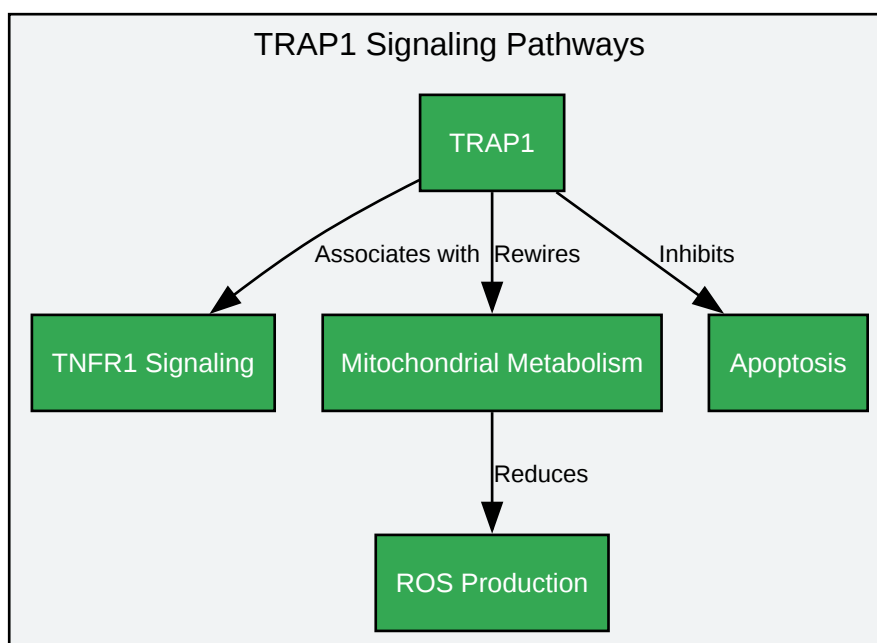 TRAP1 Signaling Pathways
TRAP1
Associates with
Rewires
Inhibits
TNFR1 Signaling
Mitochondrial Metabolism
Apoptosis
Reduces
ROS Production